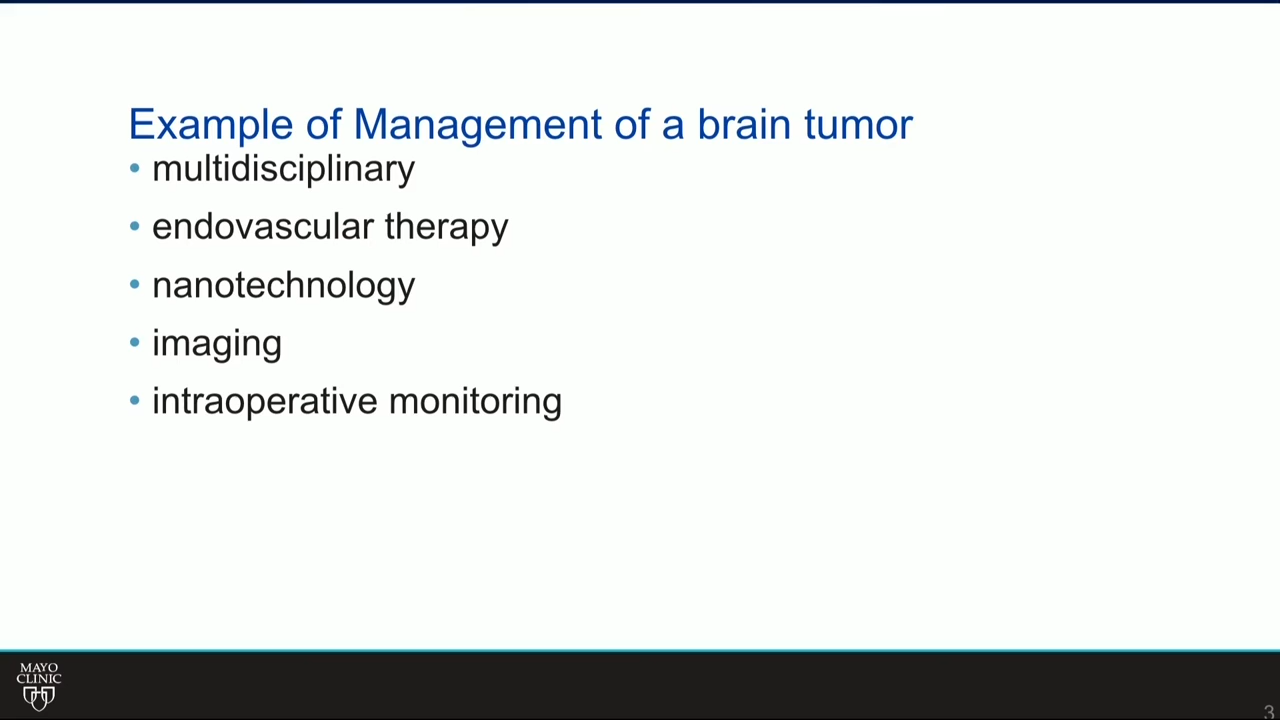 Example of Management of a brain tumor
• multidisciplinary
• endovascular therapy
• nanotechnology
• imaging
• intraoperative monitoring
MAYO
CLINIC
3